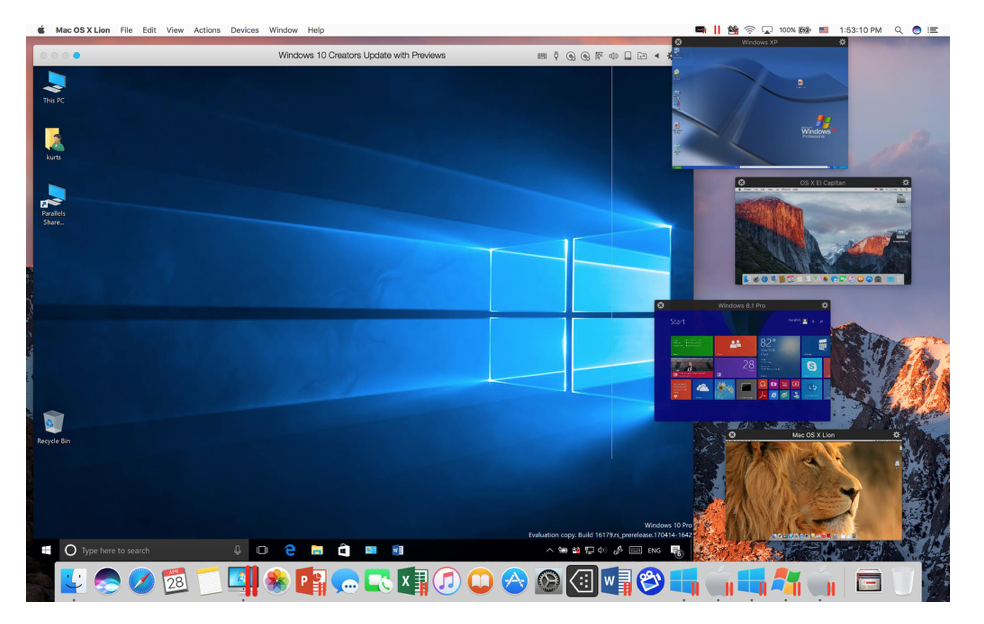 Mac OS X Lion File Edit View Actions Devices Window Help
100%
1:53:10 PM
Windows 10 Creators Update with Previews
Windows XP
This PC
Windows
kurts
OS X El Capitan
Parallels
Share...
Windows 8.1 Pro
Start
82°
28
Recycle Bin
Mac OS X Lion
Windows 10 Pro
Evaluation copy. Build 16179.rs_prerelease.170414-1642
Type here to search
ENG
APR
28